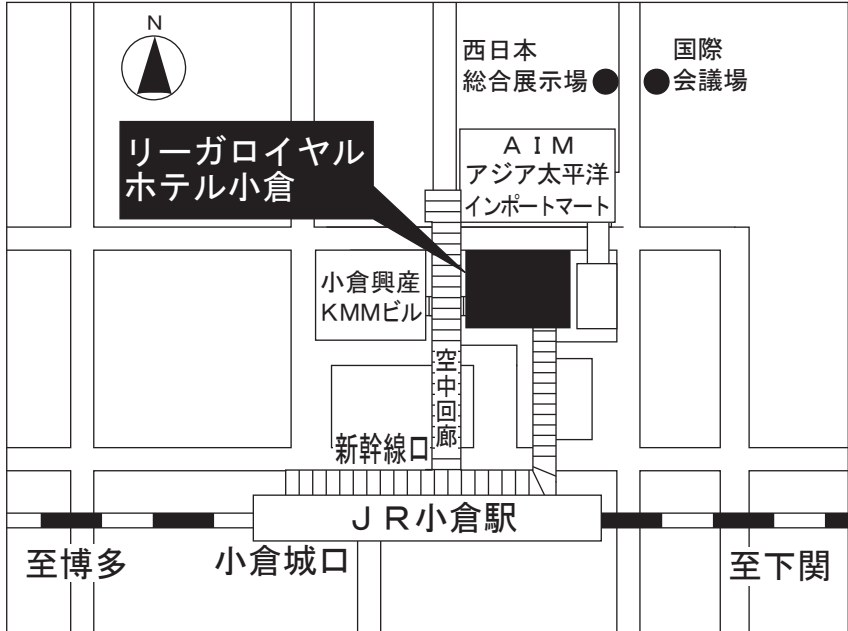 N
西日本
総合展示場
国際
会議場
リーガロイヤル
ホテル小倉
ＡＩＭ
アジア太平洋
インポートマート
小倉興産
KMMビル
空中回廊
新幹線口
ＪＲ小倉駅
至博多
小倉城口
至下関